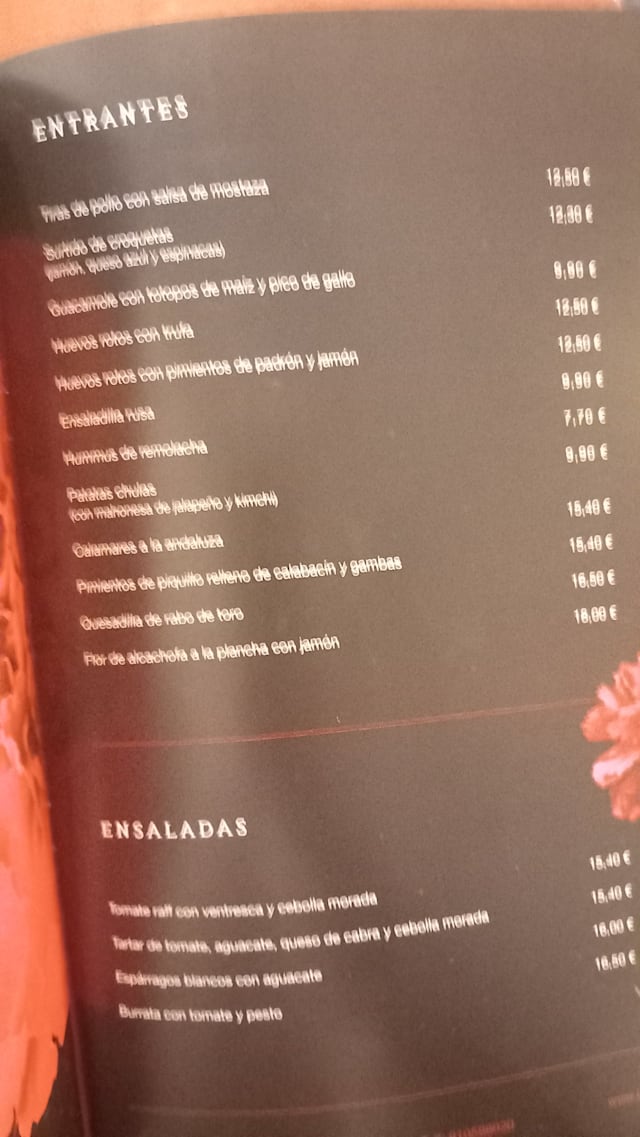 ENTRANTES
Tiras de pollo con salsa de mostaza 12,50 €
Surtido de croquetas 12,30 €
(jamón, queso azul y espinacas)
Guacamole con totopos de maíz y pico de gallo 9,90 €
Huevos rotos con trufa 12,50 €
Huevos rotos con pimientos de padrón y jamón 12,50 €
Ensaladilla rusa 9,90 €
Hummus de remolacha 7,70 €
Patatas chulas 9,90 €
(con mahonesa de jalapeño y kimchi)
Calamares a la andaluza 15,40 €
Pimientos de piquillo relleno de calabacín y gambas 15,40 €
Quesadilla de rabo de toro 16,50 €
Flor de alcachofa a la plancha con jamón 18,00 €
ENSALADAS
Tomate raff con ventresca y cebolla morada 15,40 €
Tartar de tomate, aguacate, queso de cabra y cebolla morada 15,40 €
Espárragos blancos con aguacate 16,00 €
Burrata con tomate y pesto 16,50 €